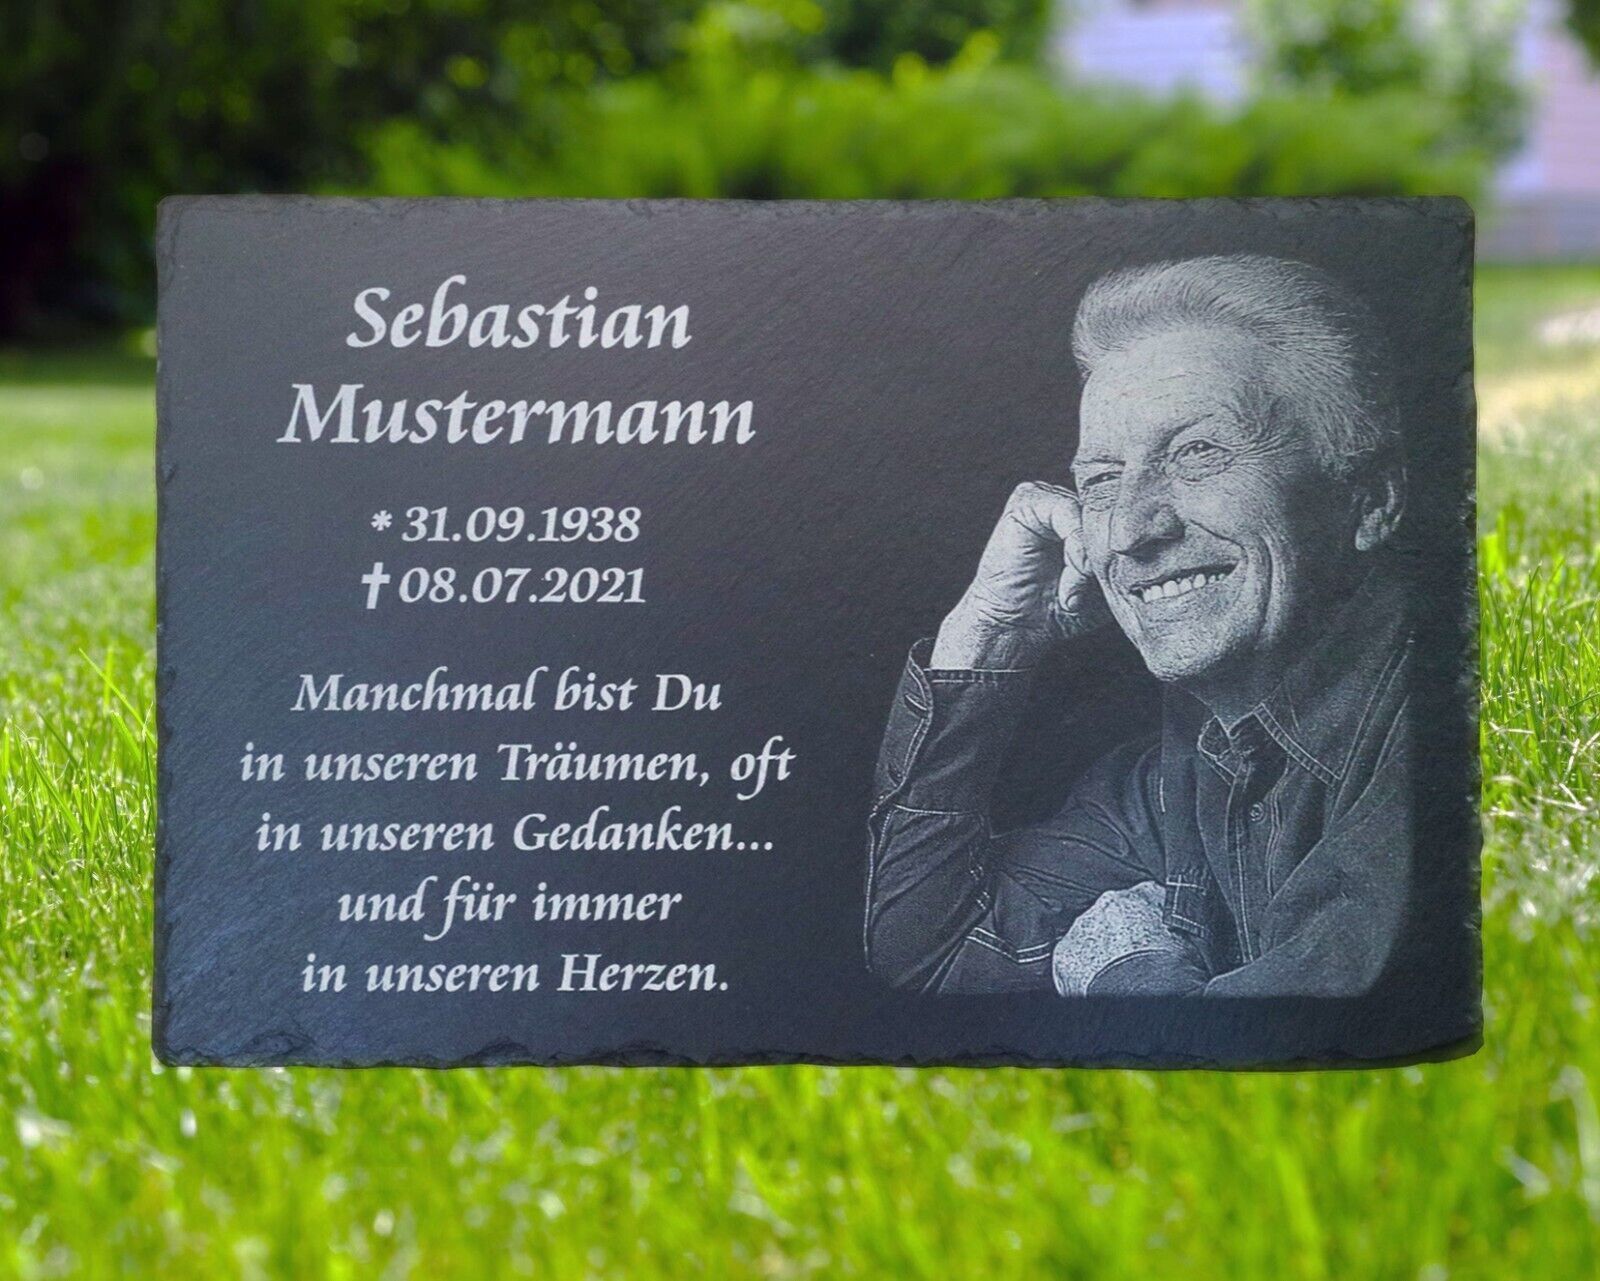 Sebastian
Mustermann
* 31.09.1938
✝ 08.07.2021
Manchmal bist Du
in unseren Träumen, oft
in unseren Gedanken...
und für immer
in unseren Herzen.